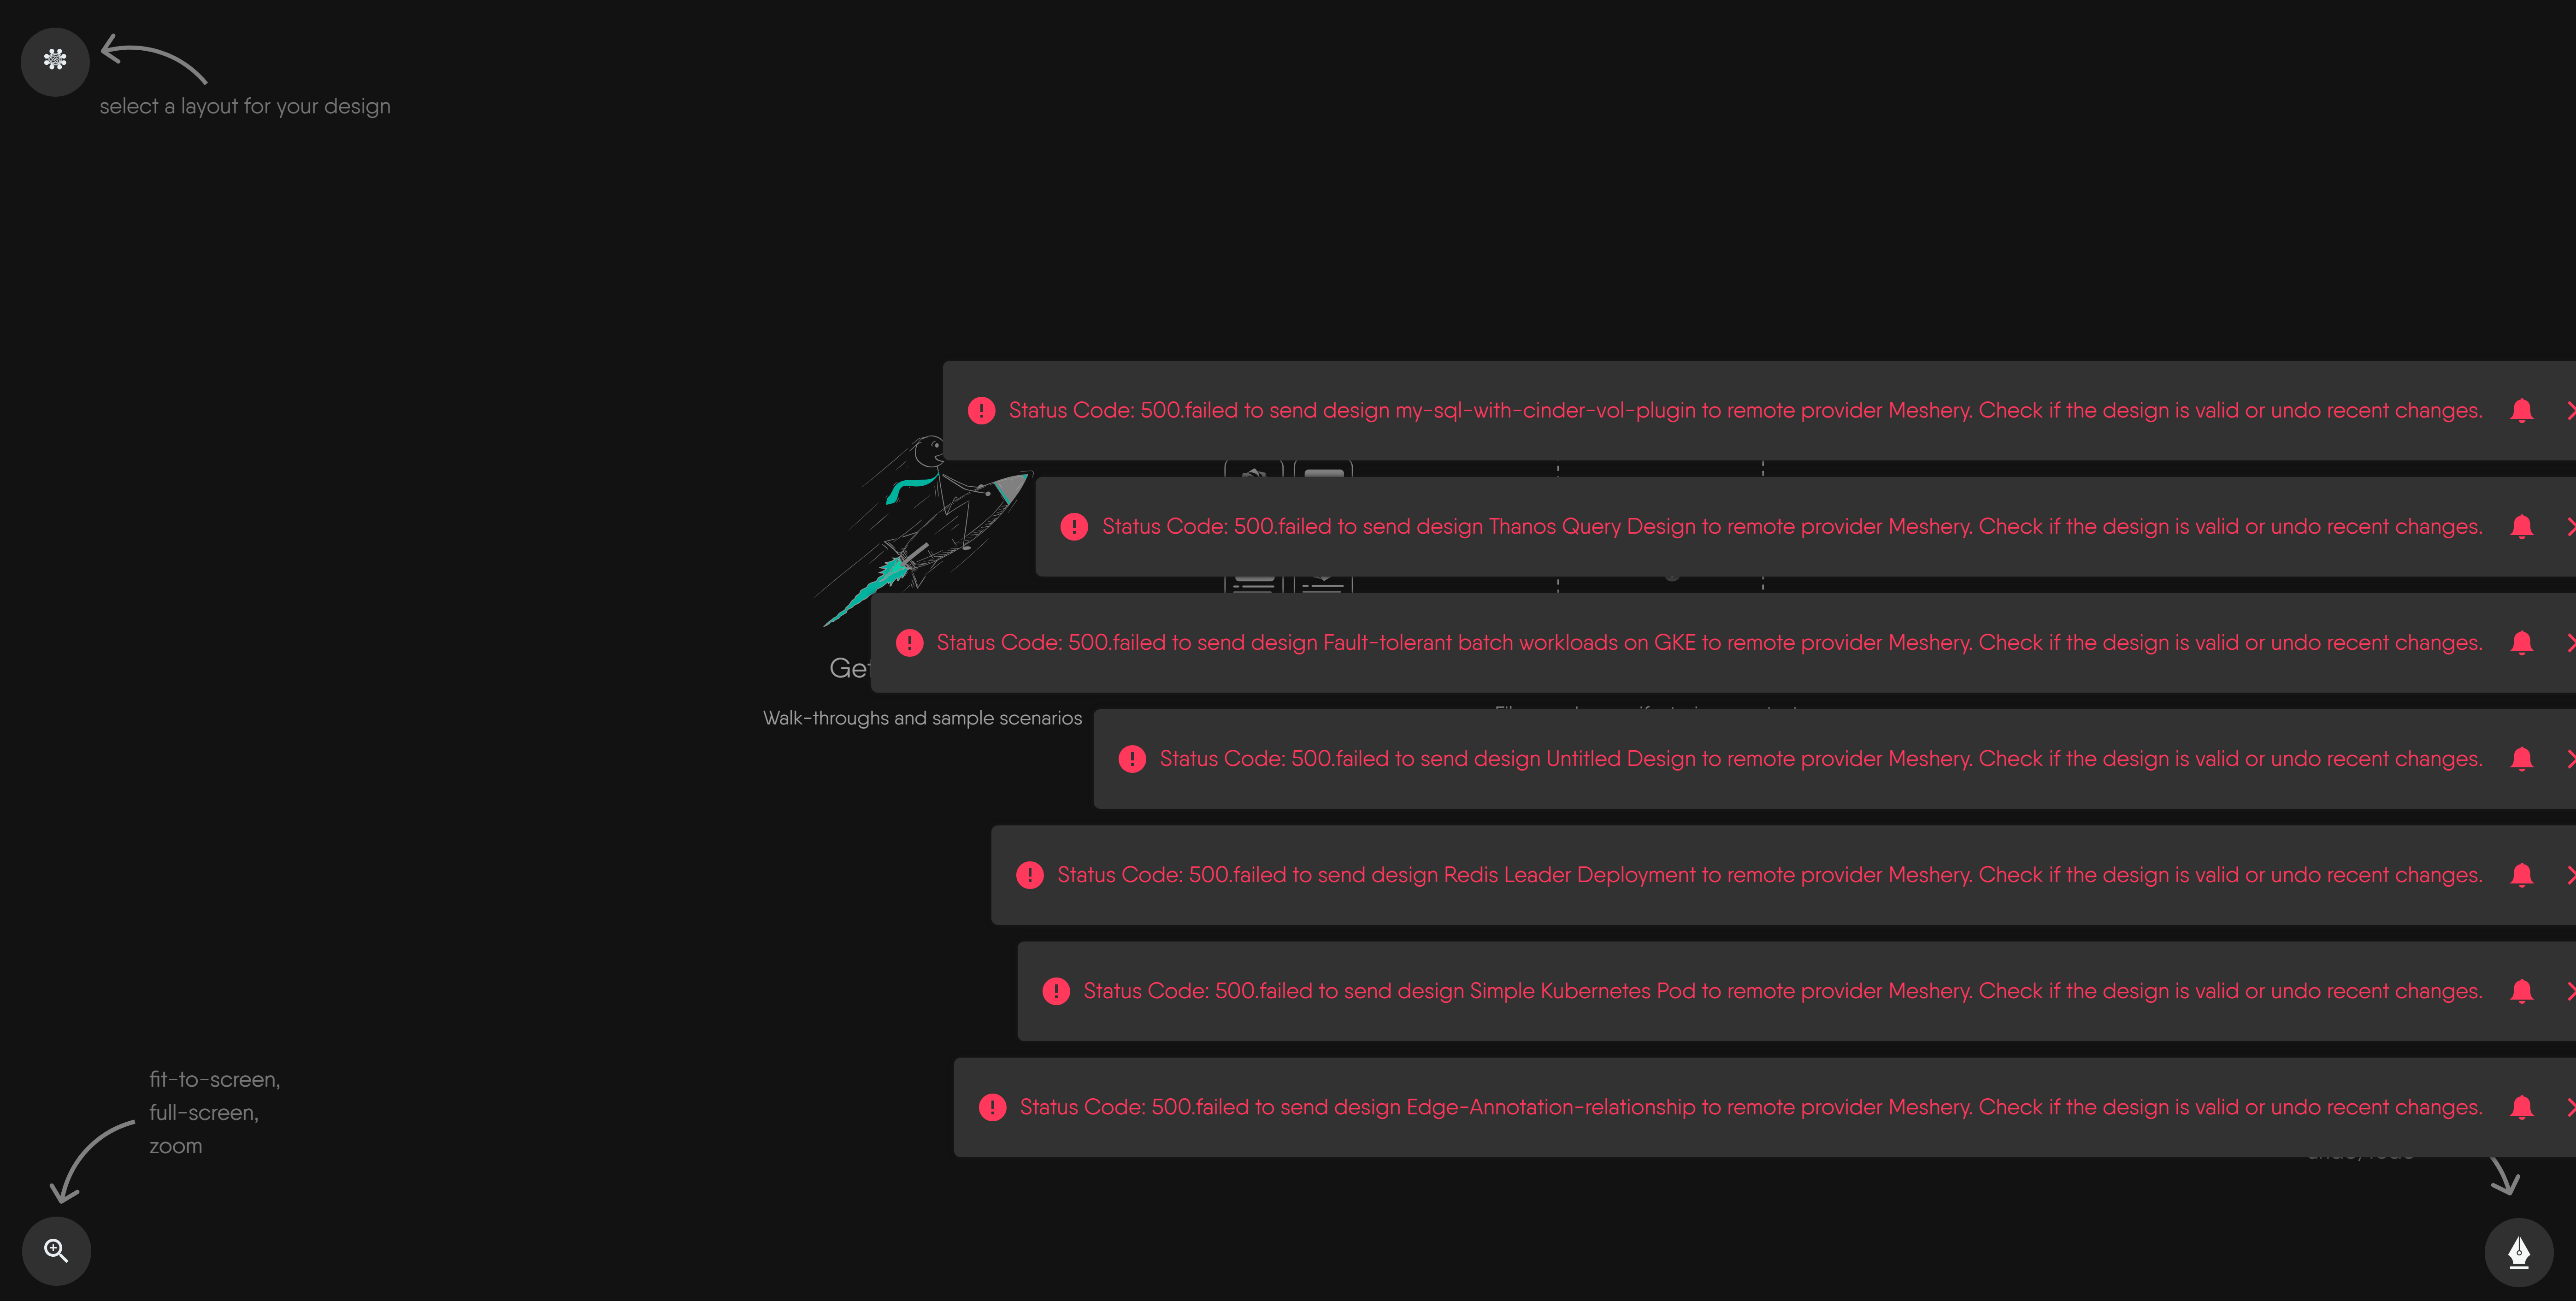 select a layout for your design
Status Code: 500.failed to send design my-sql-with-cinder-vol-plugin to remote provider Meshery. Check if the design is valid or undo recent changes.
Status Code: 500.failed to send design Thanos Query Design to remote provider Meshery. Check if the design is valid or undo recent changes.
Status Code: 500.failed to send design Fault-tolerant batch workloads on GKE to remote provider Meshery. Check if the design is valid or undo recent changes.
Walk-throughs and sample scenarios
Status Code: 500.failed to send design Untitled Design to remote provider Meshery. Check if the design is valid or undo recent changes.
Status Code: 500.failed to send design Redis Leader Deployment to remote provider Meshery. Check if the design is valid or undo recent changes.
Status Code: 500.failed to send design Simple Kubernetes Pod to remote provider Meshery. Check if the design is valid or undo recent changes.
Status Code: 500.failed to send design Edge-Annotation-relationship to remote provider Meshery. Check if the design is valid or undo recent changes.
fit-to-screen,
full-screen,
zoom